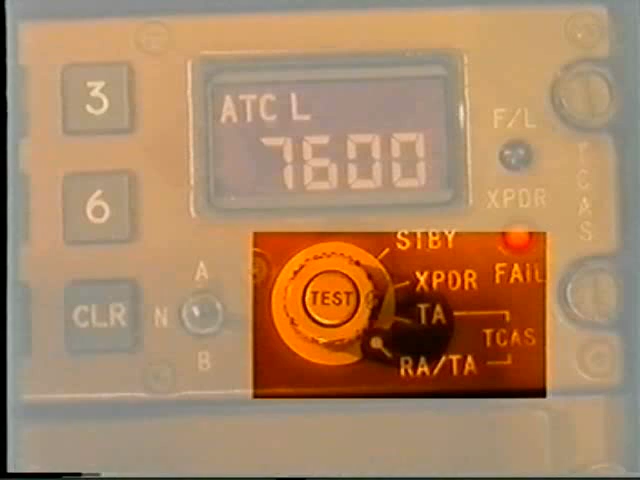 3
ATC L
7600
F/L
XPDR
TCAS
6
STBY
XPDR
FAIL
TEST
TA
TCAS
RA/TA
CLR
A
N
B